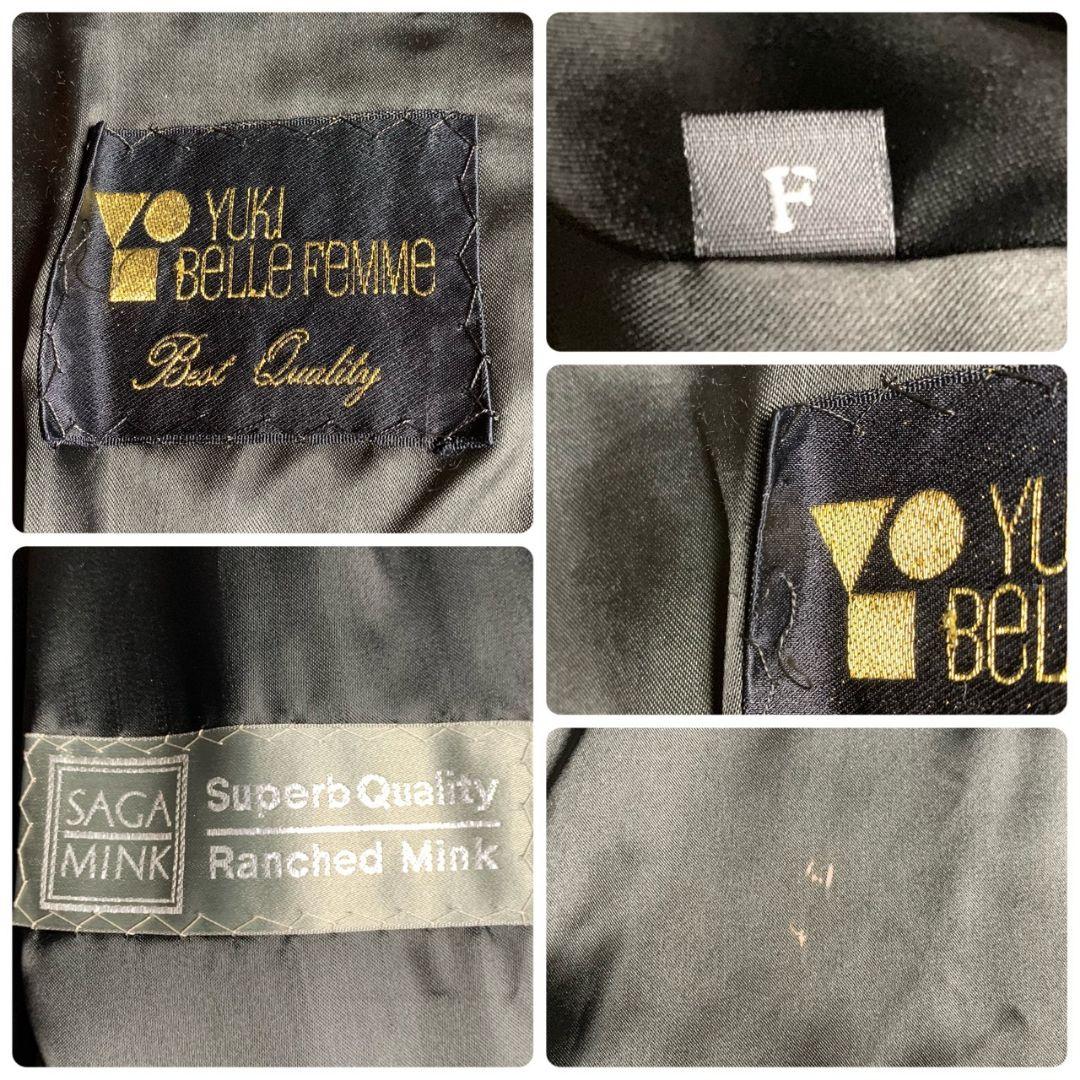 YUKI
BELLE FEMME
Best Quality
F
YU
BEL
SAGA
MINK
Superb Quality
Ranched Mink